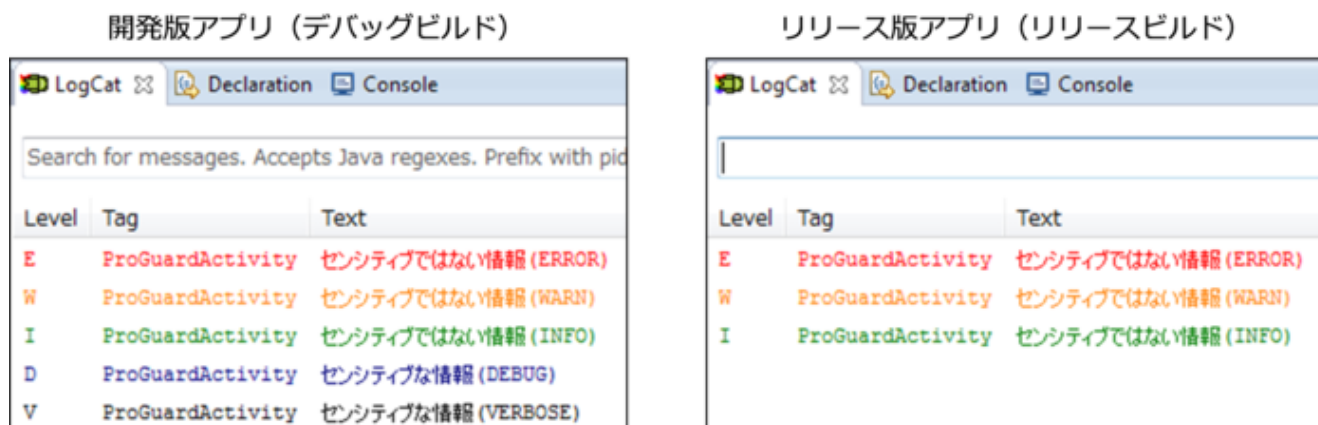 開発版アプリ（デバッグビルド）
LogCat Declaration Console
Search for messages. Accepts Java regexes. Prefix with pid
Level Tag Text
E ProGuardActivity センシティブではない情報(ERROR)
W ProGuardActivity センシティブではない情報(WARN)
I ProGuardActivity センシティブではない情報(INFO)
D ProGuardActivity センシティブな情報(DEBUG)
V ProGuardActivity センシティブな情報(VERBOSE)
リリース版アプリ（リリースビルド）
LogCat Declaration Console
Level Tag Text
E ProGuardActivity センシティブではない情報(ERROR)
W ProGuardActivity センシティブではない情報(WARN)
I ProGuardActivity センシティブではない情報(INFO)